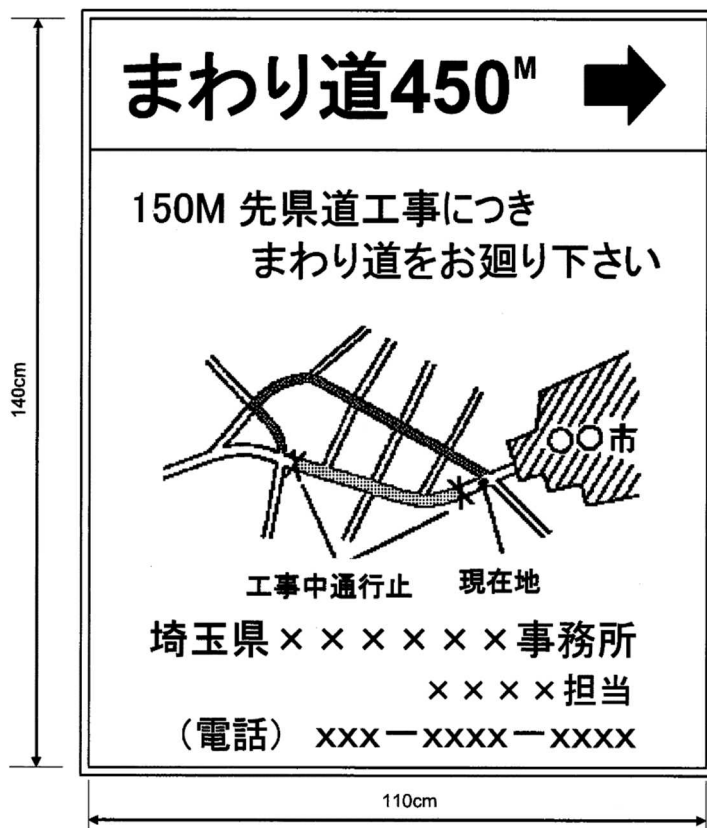 まわり道450M
150M 先県道工事につき
まわり道をお廻り下さい
○○市
工事中通行止
現在地
埼玉県××××××事務所
××××担当
（電話） xxx－xxxx－xxxx
140cm
110cm